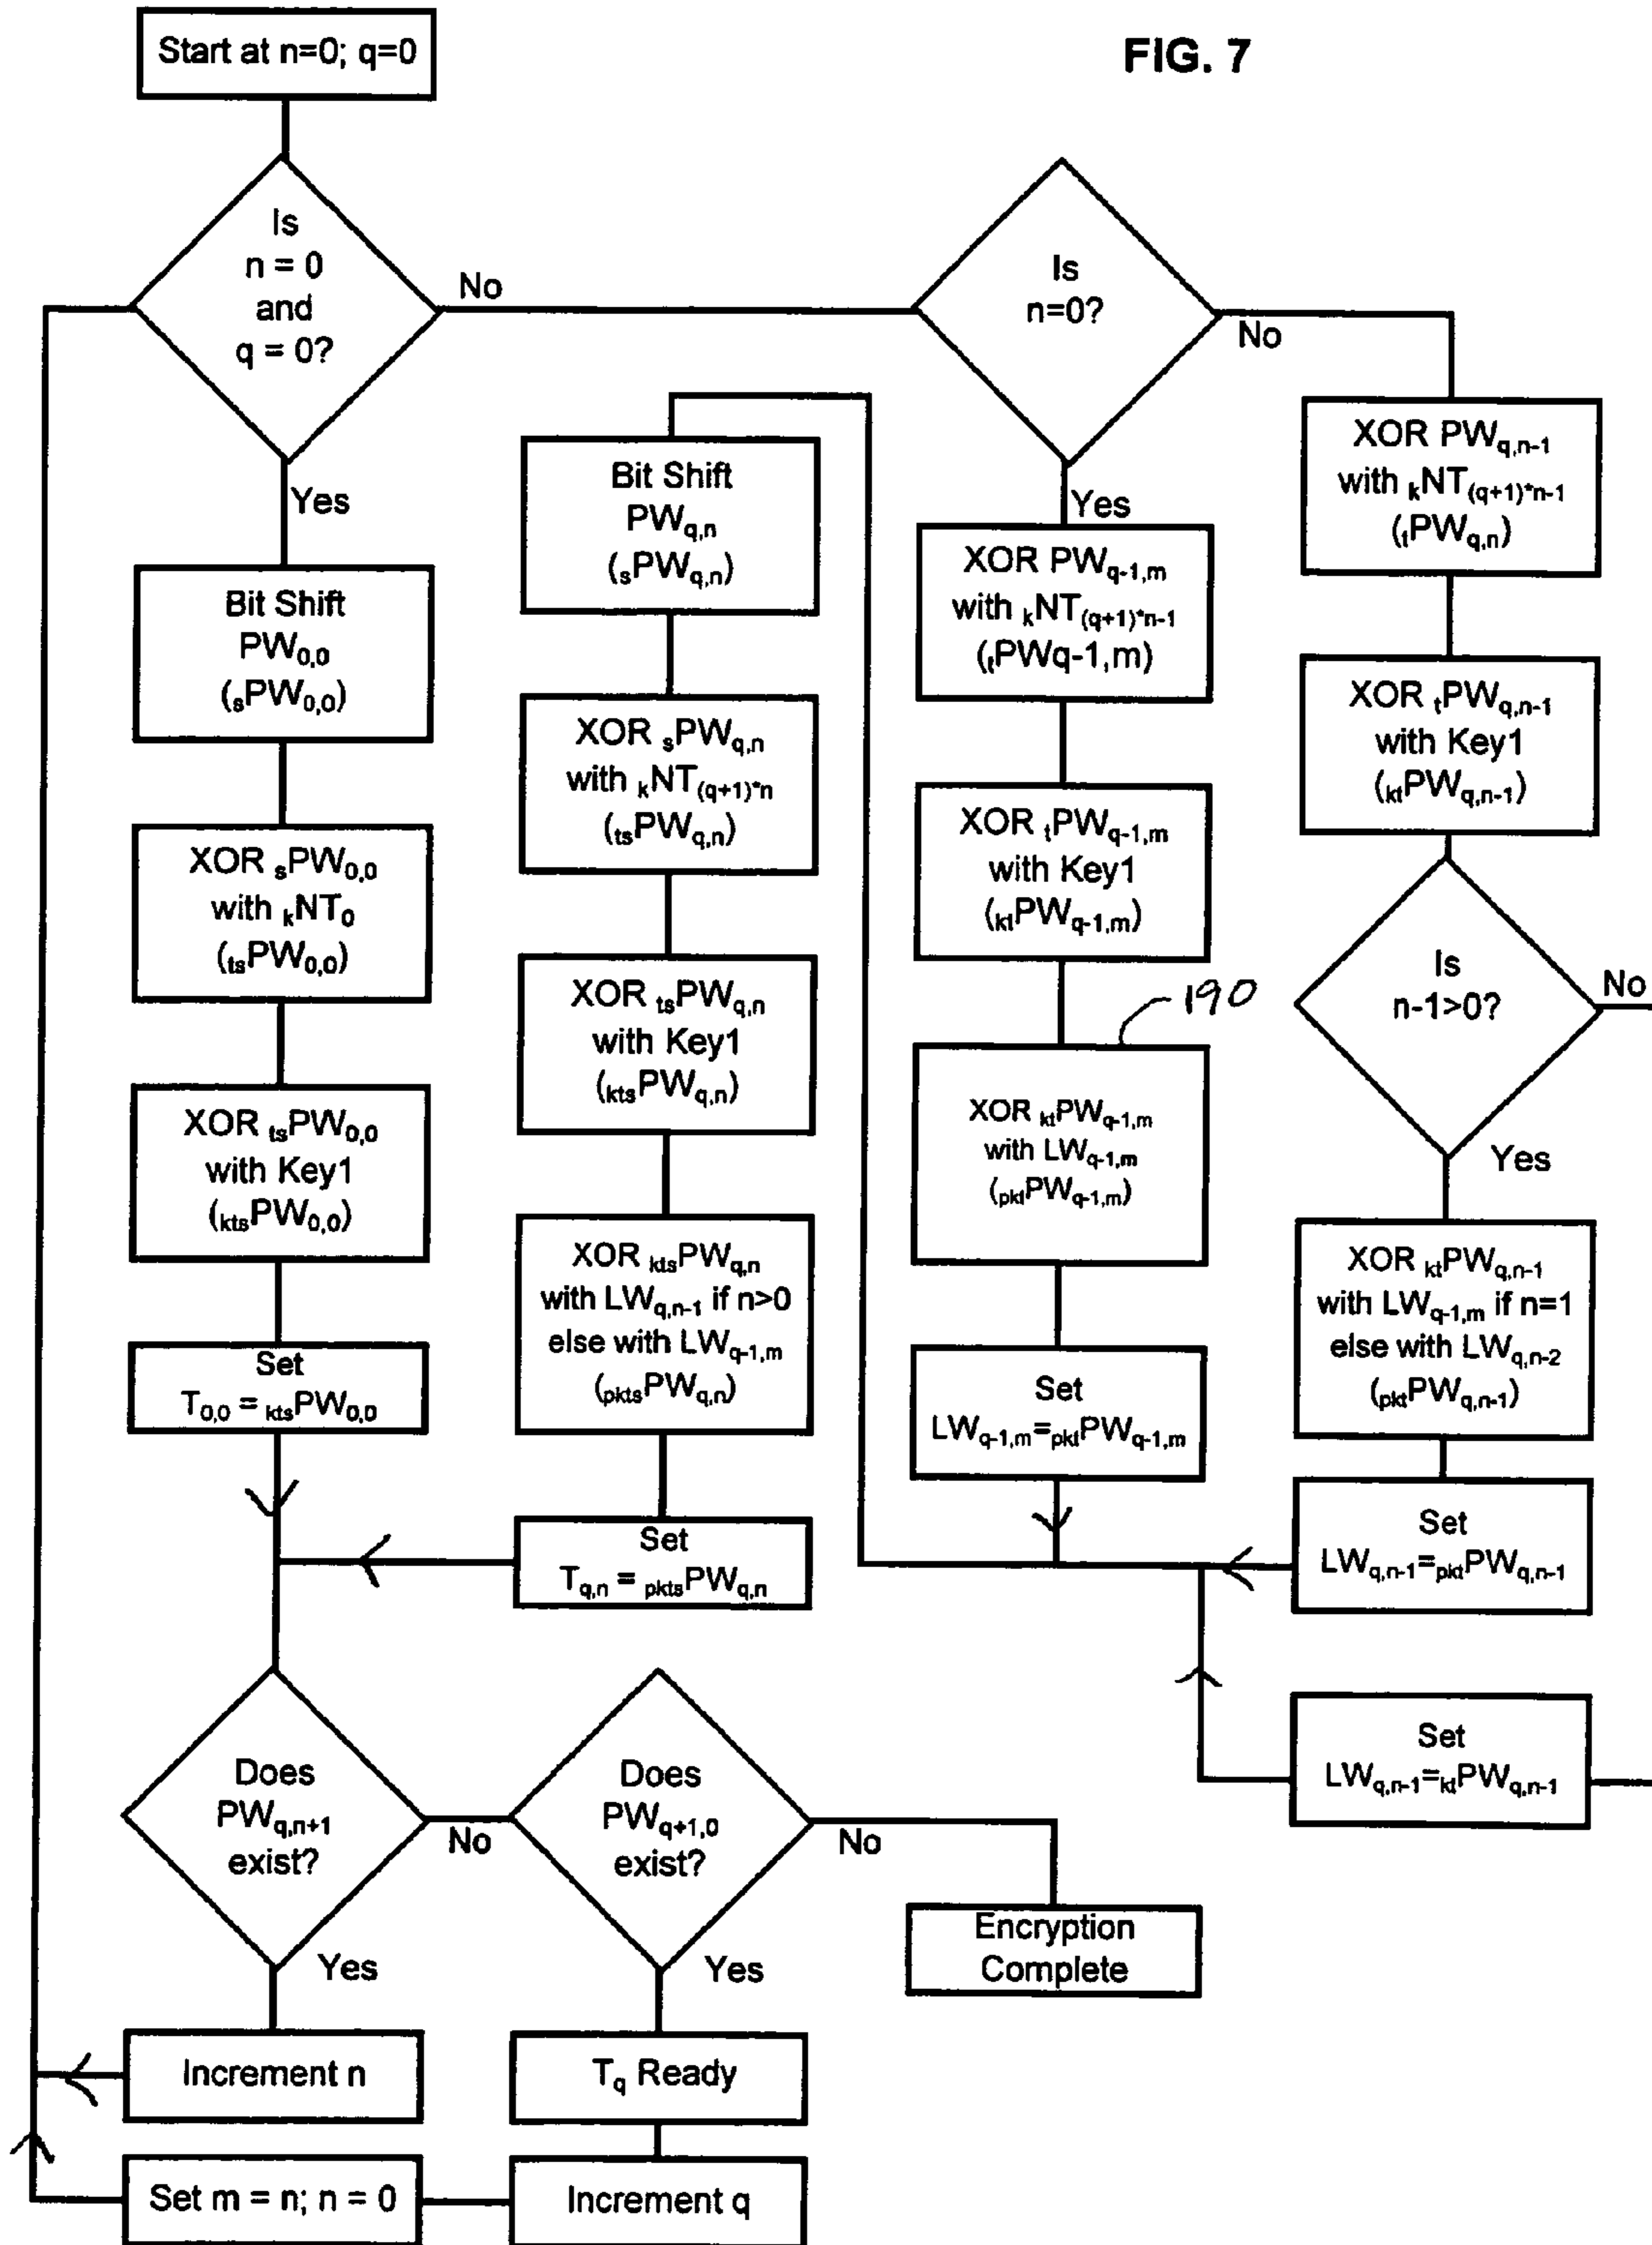 FIG. 7
Start at n=0; q=0
Is
n = 0
and
q = 0?
No
Yes
Is
n=0?
No
Yes
Bit Shift
PW0,0
(sPW0,0)
XOR sPW0,0
with kNT0
(tsPW0,0)
XOR tsPW0,0
with Key1
(ktsPW0,0)
Set
T0,0 = ktsPW0,0
Bit Shift
PWq,n
(sPWq,n)
XOR sPWq,n
with kNT(q+1)*n
(tsPWq,n)
XOR tsPWq,n
with Key1
(ktsPWq,n)
XOR ktsPWq,n
with LWq,n-1 if n>0
else with LWq-1,m
(pktsPWq,n)
Set
Tq,n = pktsPWq,n
XOR PWq-1,m
with kNT(q+1)*n-1
(tPWq-1,m)
XOR tPWq-1,m
with Key1
(ktPWq-1,m)
190
XOR ktPWq-1,m
with LWq-1,m
(pktPWq-1,m)
Set
LWq-1,m=pktPWq-1,m
XOR PWq,n-1
with kNT(q+1)*n-1
(tPWq,n)
XOR tPWq,n-1
with Key1
(ktPWq,n-1)
Is
n-1>0?
No
Yes
XOR ktPWq,n-1
with LWq-1,m if n=1
else with LWq,n-2
(pktPWq,n-1)
Set
LWq,n-1=pktPWq,n-1
Set
LWq,n-1=ktPWq,n-1
Does
PWq,n+1
exist?
No
Yes
Does
PWq+1,0
exist?
No
Yes
Encryption
Complete
Increment n
Tq Ready
Set m = n; n = 0
Increment q